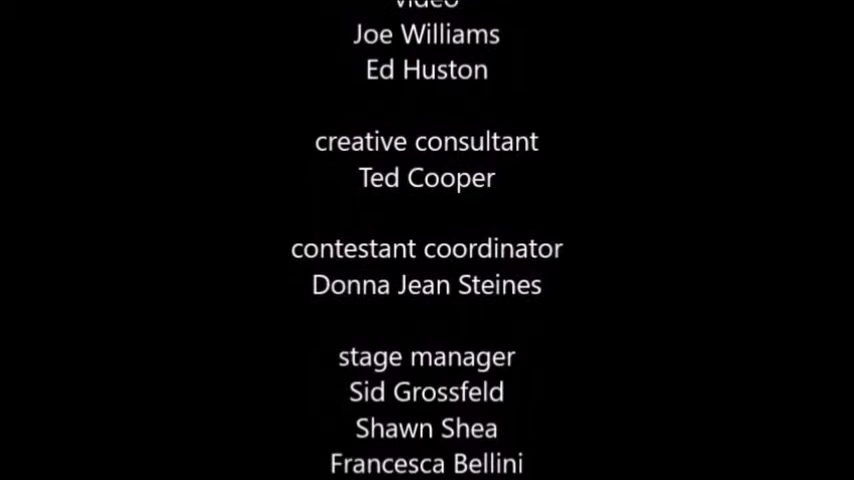 video
Joe Williams
Ed Huston
creative consultant
Ted Cooper
contestant coordinator
Donna Jean Steines
stage manager
Sid Grossfeld
Shawn Shea
Francesca Bellini